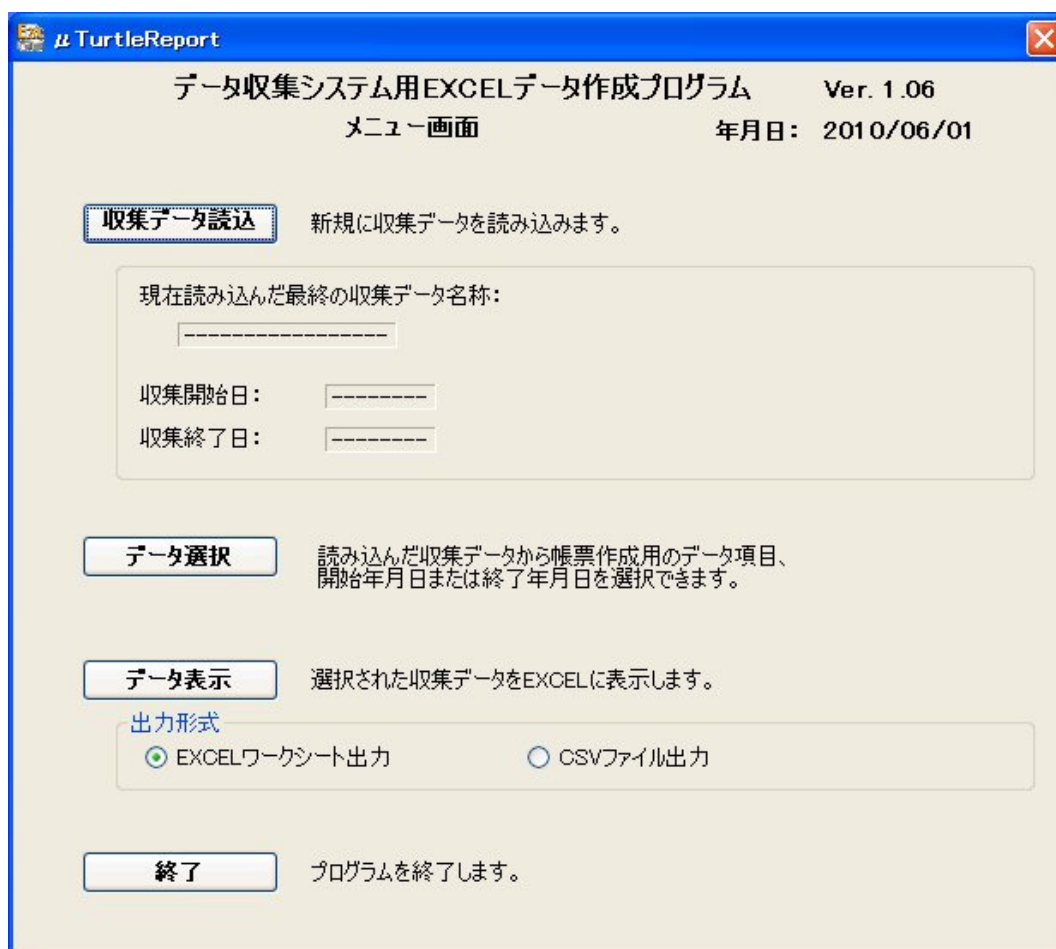 μTurtleReport
データ収集システム用EXCELデータ作成プログラム Ver. 1.06
メニュー画面 年月日： 2010/06/01
収集データ読込 新規に収集データを読み込みます。
現在読み込んだ最終の収集データ名称：
-----------------
収集開始日： --------
収集終了日： --------
データ選択 読み込んだ収集データから帳票作成用のデータ項目、
開始年月日または終了年月日を選択できます。
データ表示 選択された収集データをEXCELに表示します。
出力形式
EXCELワークシート出力 CSVファイル出力
終了 プログラムを終了します。